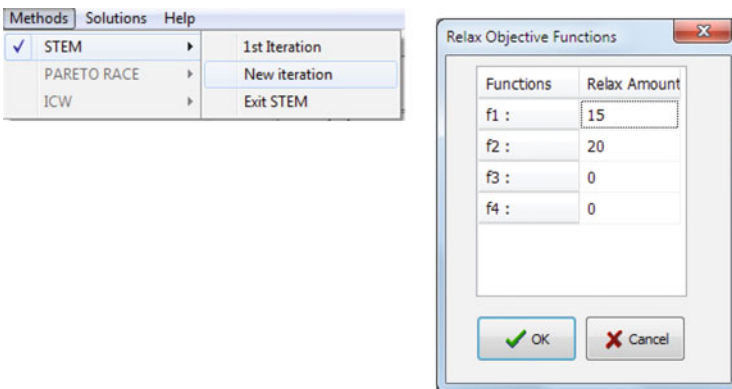 Methods Solutions Help
✓ STEM
1st Iteration
PARETO RACE
New iteration
ICW
Exit STEM
Relax Objective Functions
Functions Relax Amount
f1 : 15
f2 : 20
f3 : 0
f4 : 0
OK Cancel